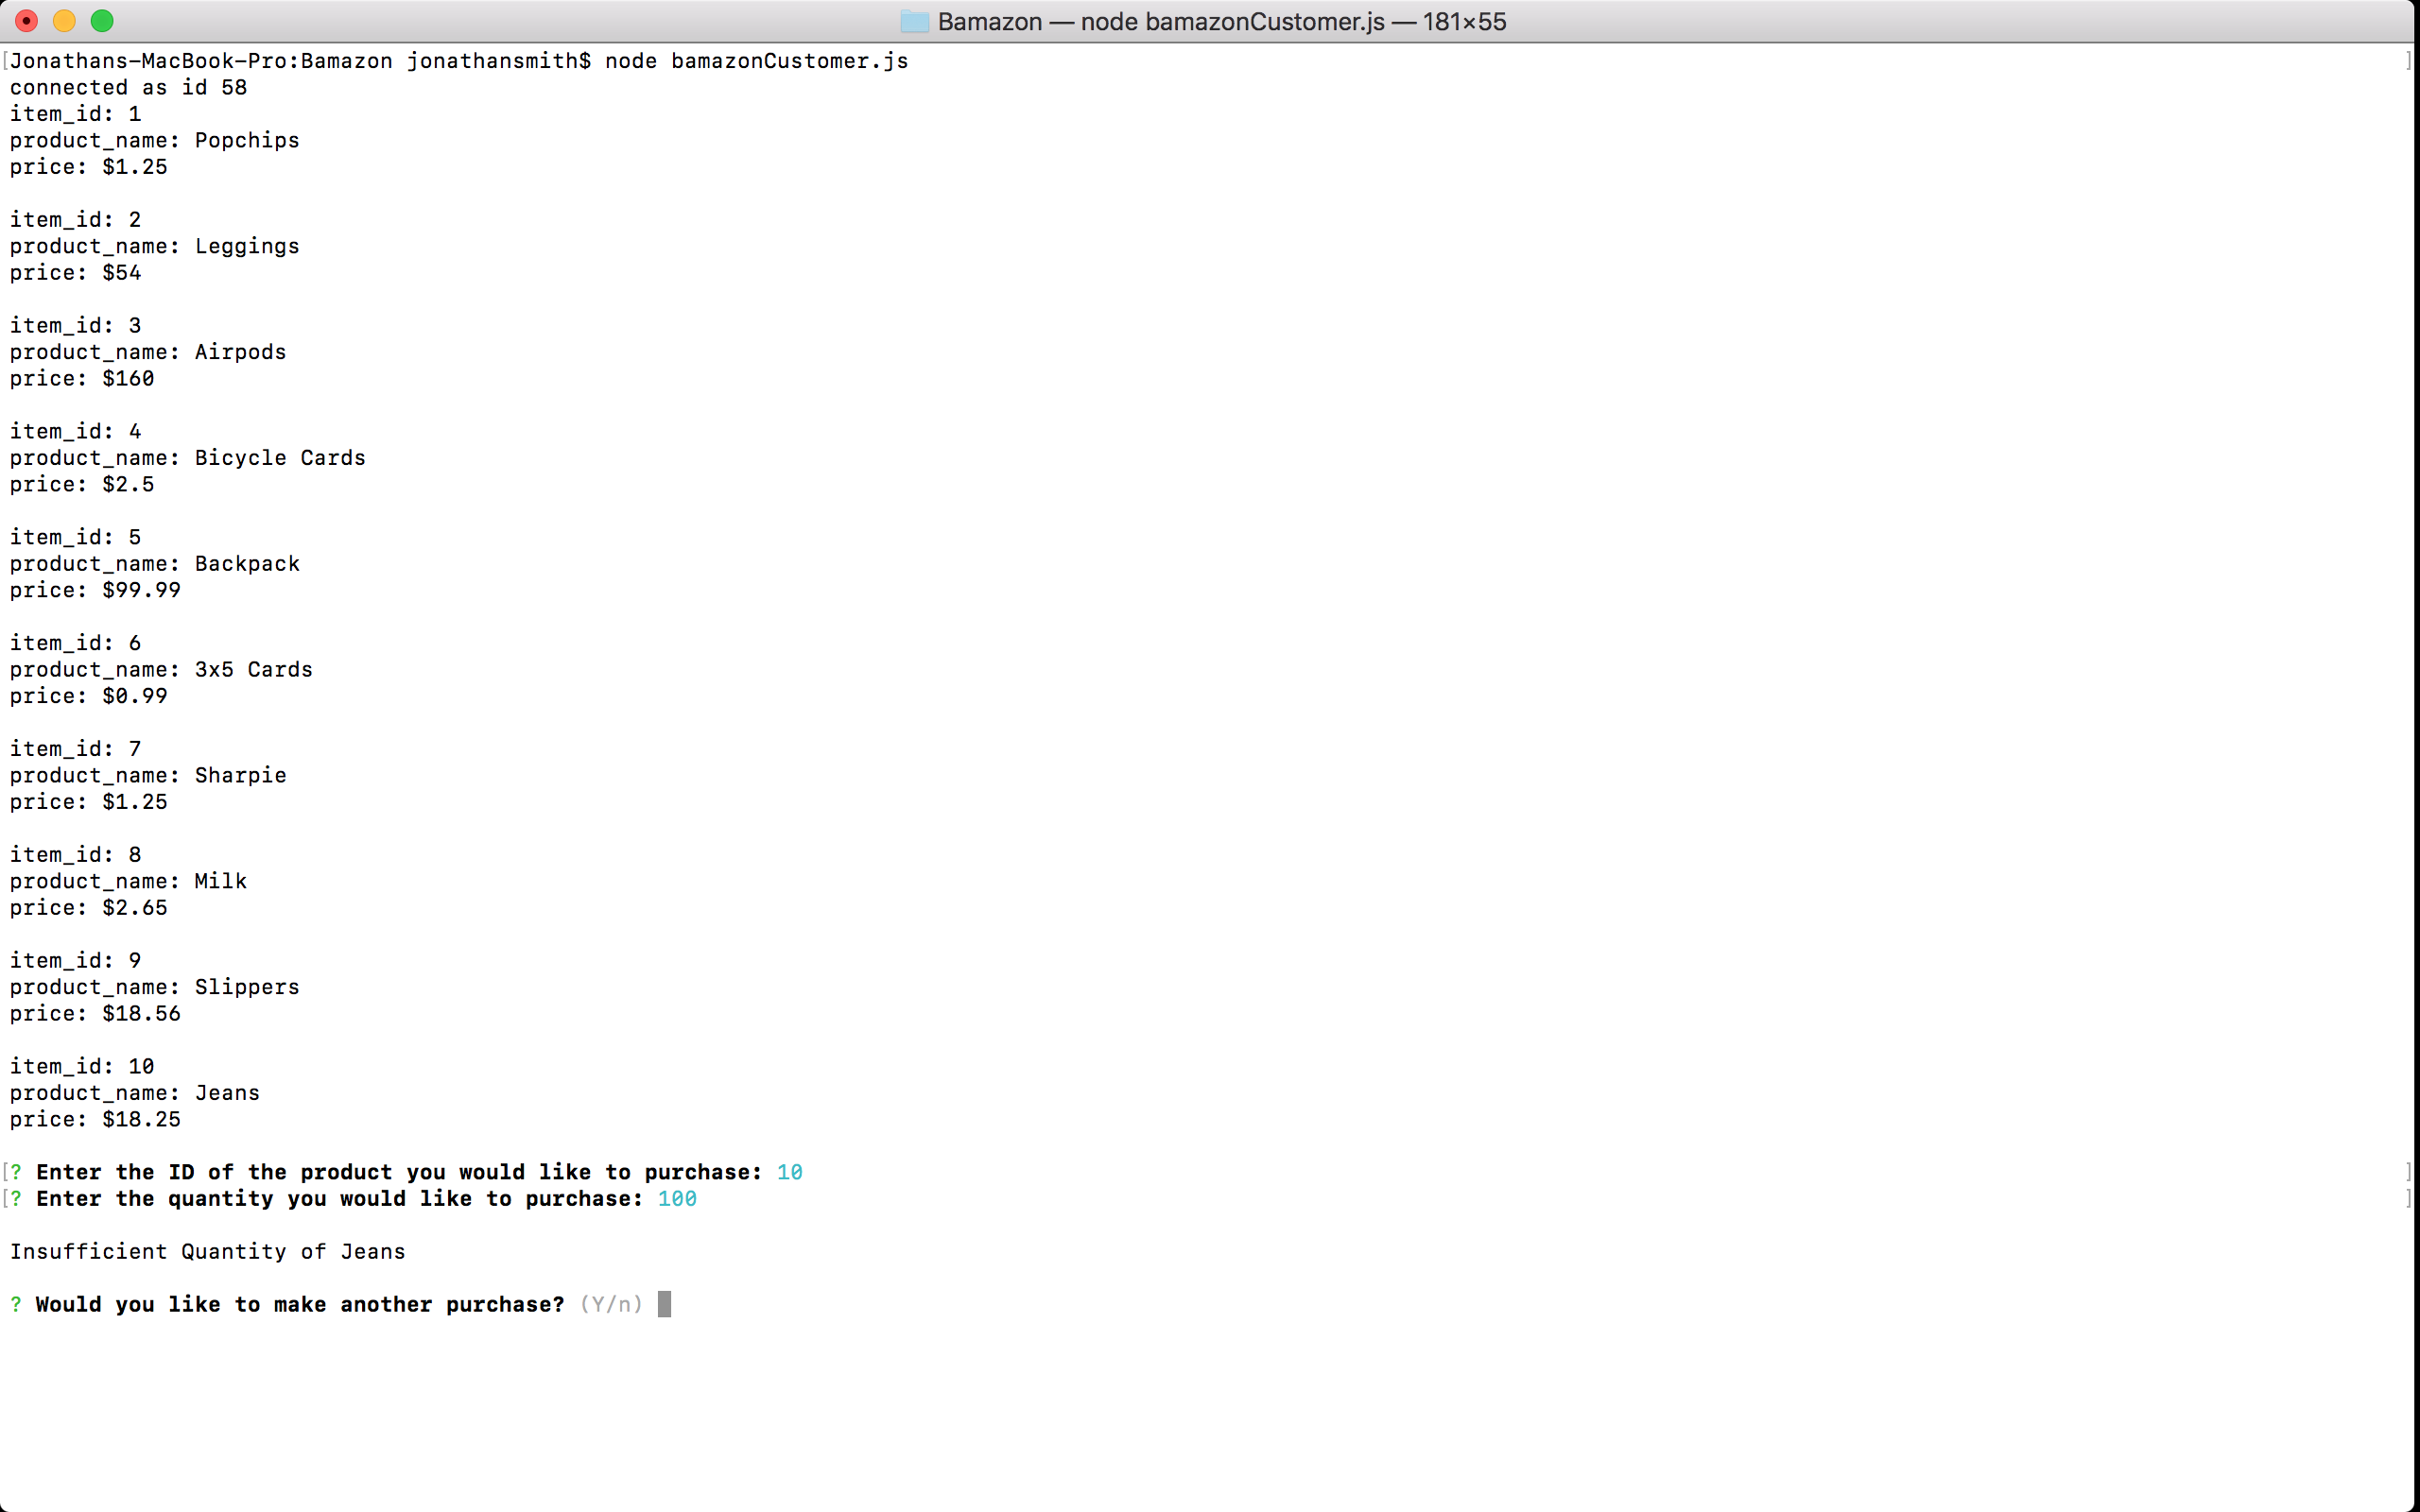 Bamazon — node bamazonCustomer.js — 181×55
[Jonathans-MacBook-Pro:Bamazon jonathansmith$ node bamazonCustomer.js ]
connected as id 58
item_id: 1
product_name: Popchips
price: $1.25
item_id: 2
product_name: Leggings
price: $54
item_id: 3
product_name: Airpods
price: $160
item_id: 4
product_name: Bicycle Cards
price: $2.5
item_id: 5
product_name: Backpack
price: $99.99
item_id: 6
product_name: 3x5 Cards
price: $0.99
item_id: 7
product_name: Sharpie
price: $1.25
item_id: 8
product_name: Milk
price: $2.65
item_id: 9
product_name: Slippers
price: $18.56
item_id: 10
product_name: Jeans
price: $18.25
[? Enter the ID of the product you would like to purchase: 10 ]
[? Enter the quantity you would like to purchase: 100 ]
Insufficient Quantity of Jeans
? Would you like to make another purchase? (Y/n)